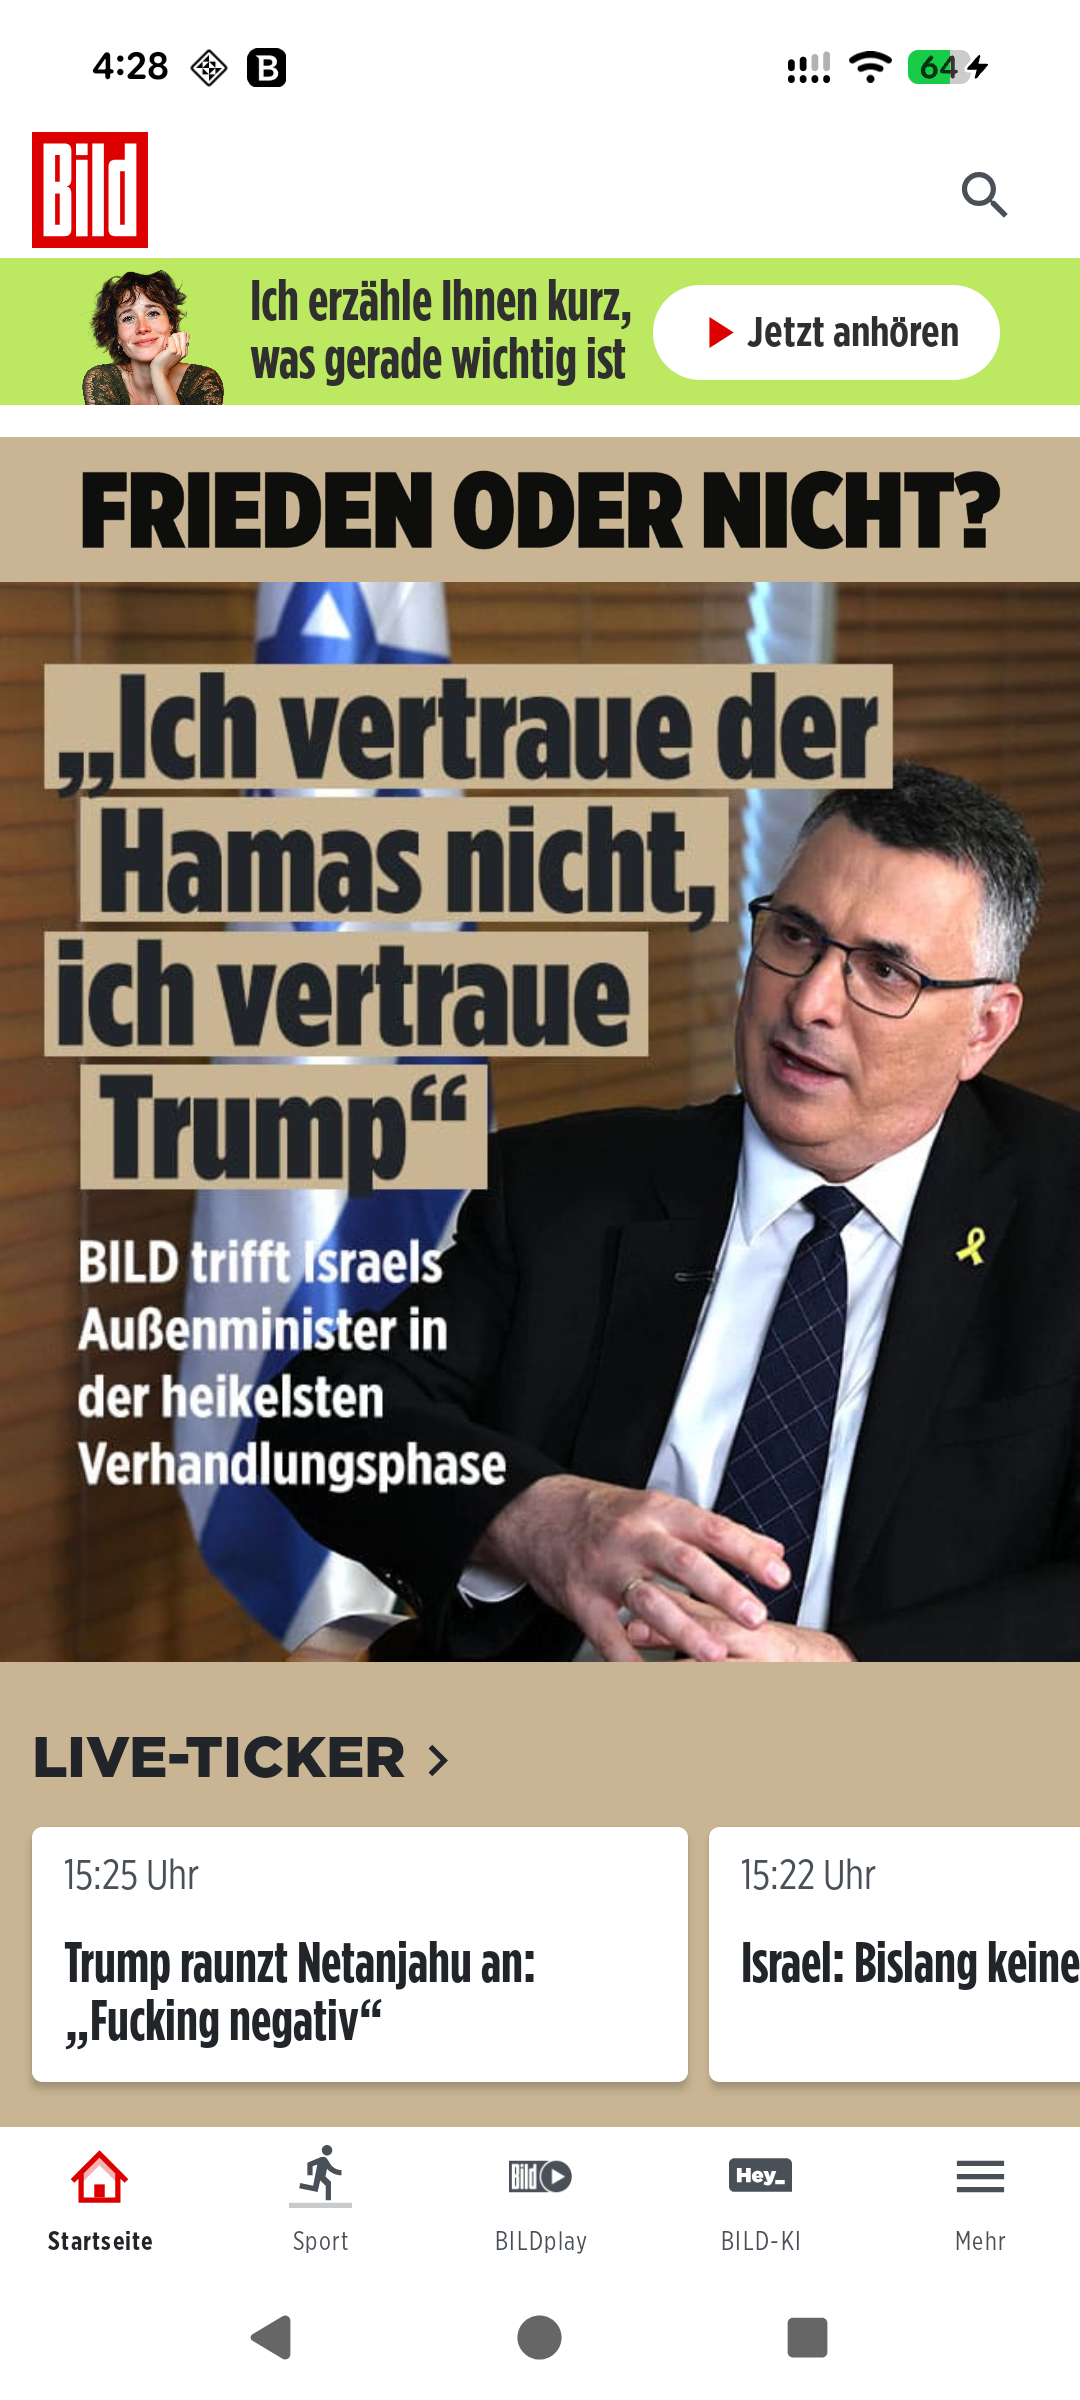 4:28
B
64
Bild
Ich erzähle Ihnen kurz,
was gerade wichtig ist
Jetzt anhören
FRIEDEN ODER NICHT?
„Ich vertraue der
Hamas nicht,
ich vertraue
Trump“
BILD trifft Israels
Außenminister in
der heikelsten
Verhandlungsphase
LIVE-TICKER
15:25 Uhr
Trump raunzt Netanjahu an:
„Fucking negativ“
15:22 Uhr
Israel: Bislang keine
Bild
Hey_
Startseite
Sport
BILDplay
BILD-KI
Mehr